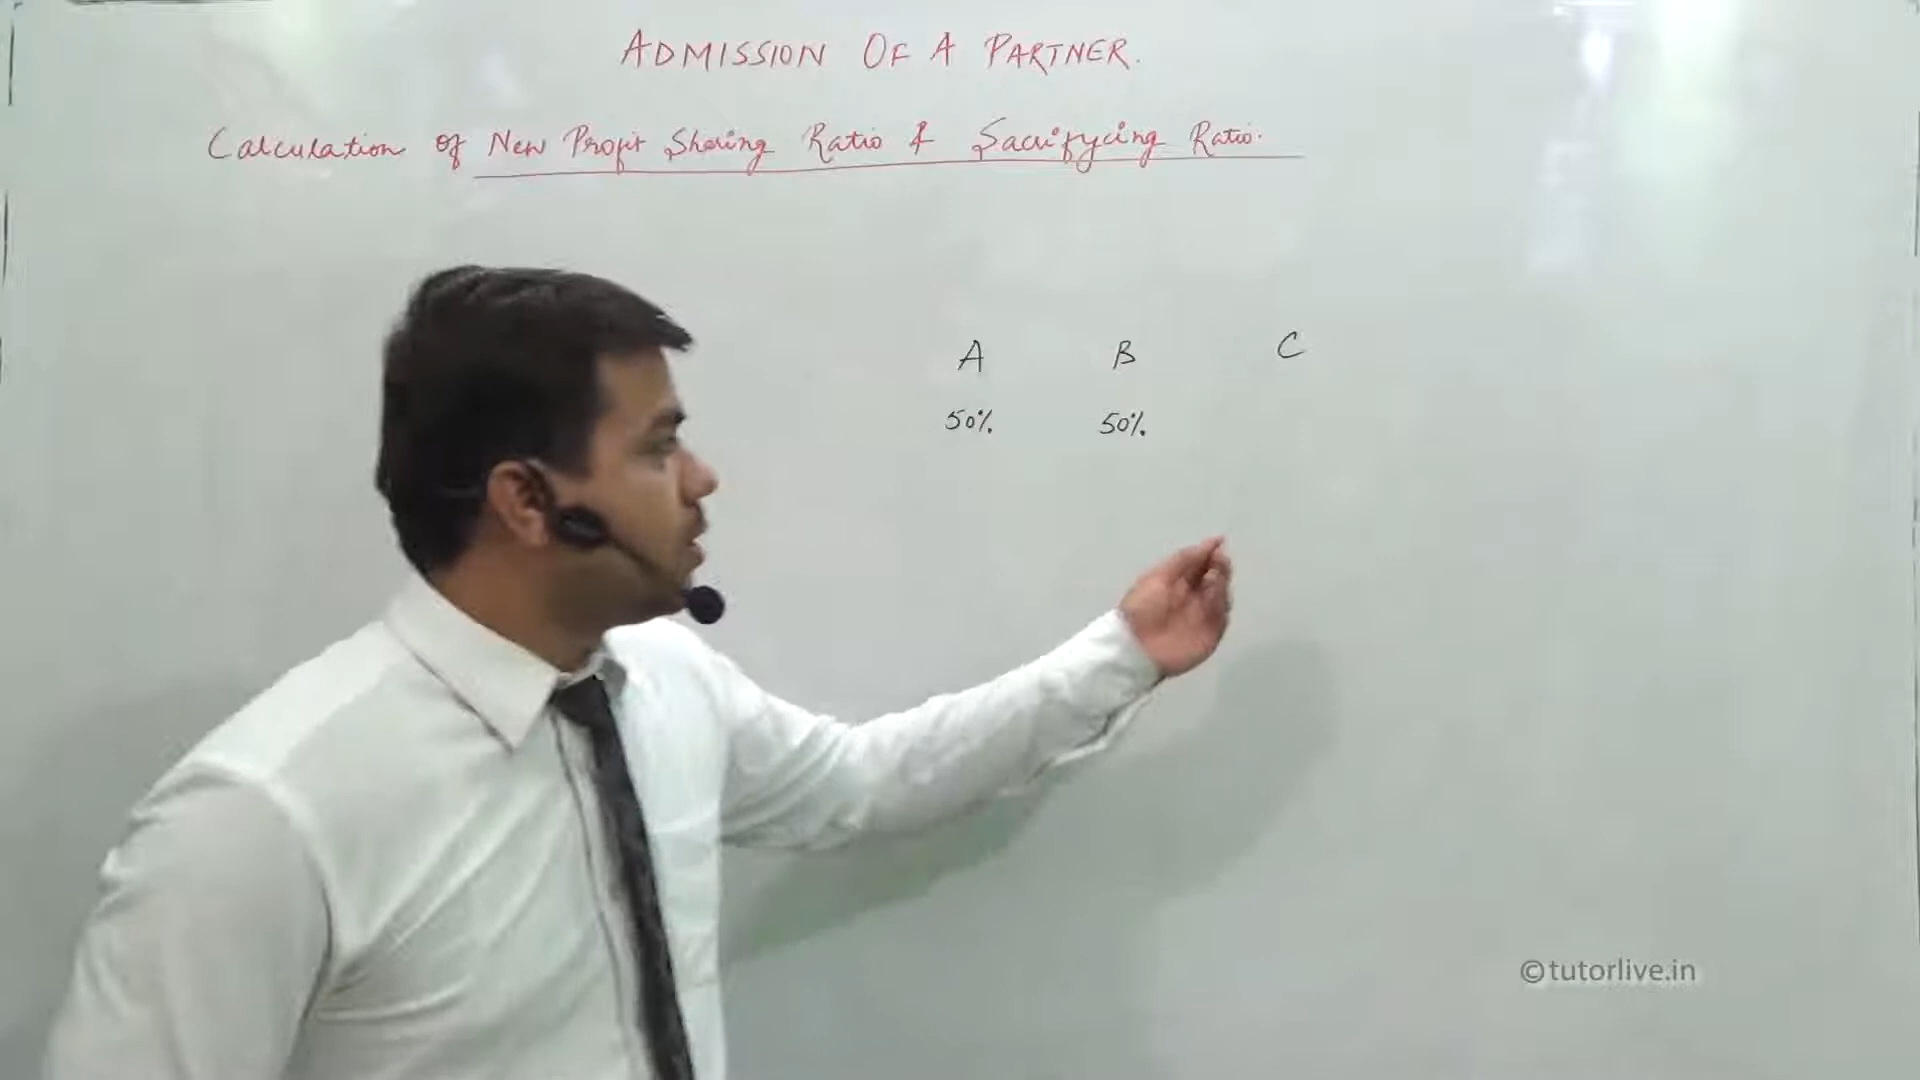 ADMISSION OF A PARTNER.
Calculation of New Profit Sharing Ratio & Sacrifycing Ratio.
A B C
50% 50%
©tutorlive.in